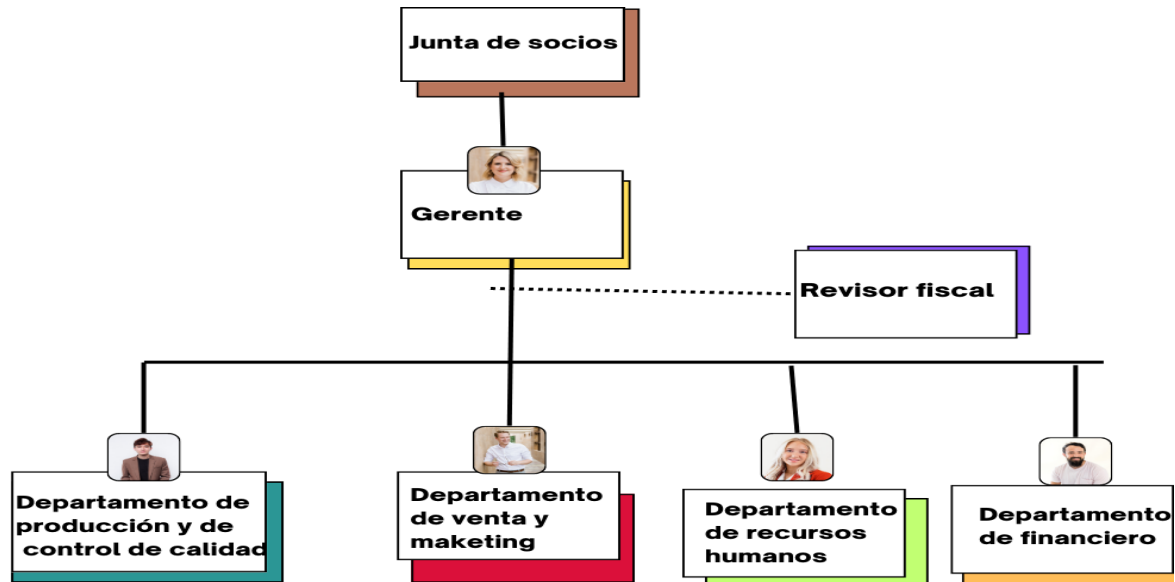 Junta de socios
Gerente
Revisor fiscal
Departamento de
producción y de
control de calidad
Departamento
de venta y
maketing
Departamento
de recursos
humanos
Departamento
de financiero